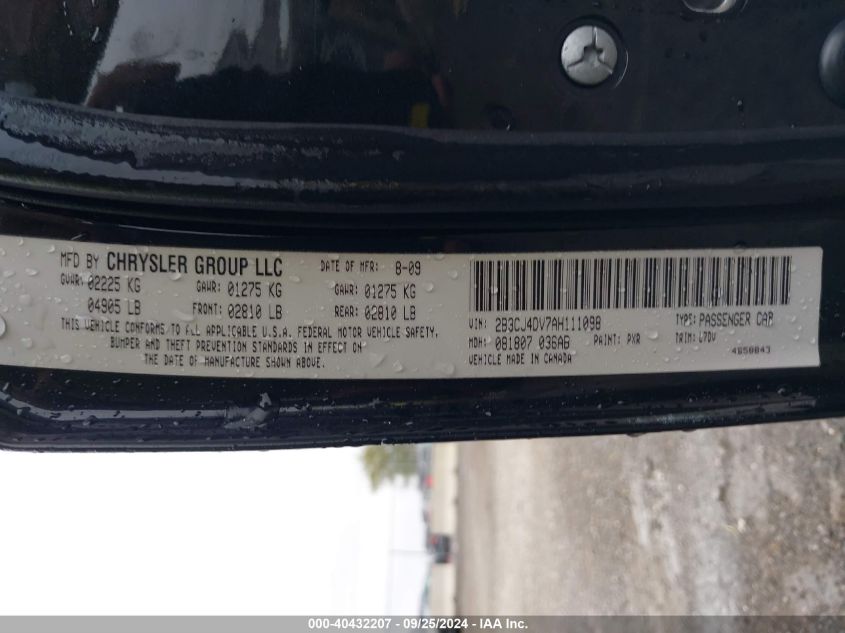 MFD BY CHRYSLER GROUP LLC DATE OF MFR: 8-09
GVWR: 02225 KG GAWR: 01275 KG GAWR: 01275 KG
04905 LB FRONT: 02810 LB REAR: 02810 LB
THIS VEHICLE CONFORMS TO ALL APPLICABLE U.S.A. FEDERAL MOTOR VEHICLE SAFETY,
BUMPER AND THEFT PREVENTION STANDARDS IN EFFECT ON
THE DATE OF MANUFACTURE SHOWN ABOVE.
VIN: 2B3CJ4DV7AH111098 TYPE: PASSENGER CAR
MDH: 081807 036AB PAINT: PXR TRIM: L7DV
VEHICLE MADE IN CANADA
000-40432207 - 09/25/2024 - IAA Inc.